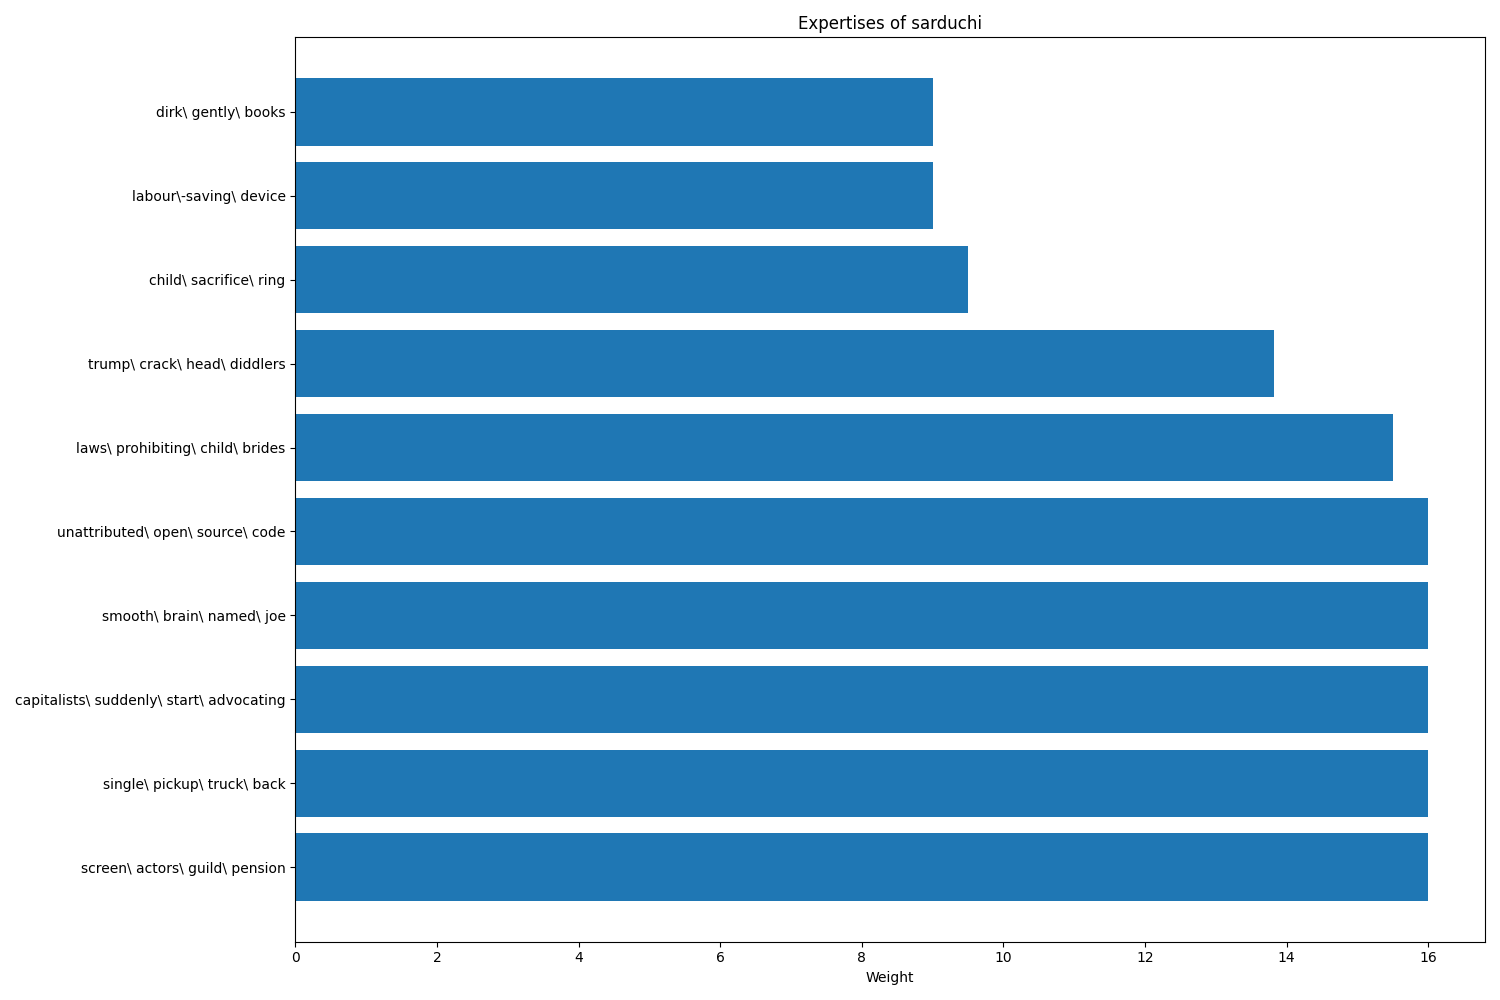 Expertises of sarduchi
dirk\ gently\ books
labour\-saving\ device
child\ sacrifice\ ring
trump\ crack\ head\ diddlers
laws\ prohibiting\ child\ brides
unattributed\ open\ source\ code
smooth\ brain\ named\ joe
capitalists\ suddenly\ start\ advocating
single\ pickup\ truck\ back
screen\ actors\ guild\ pension
0 2 4 6 8 10 12 14 16
Weight